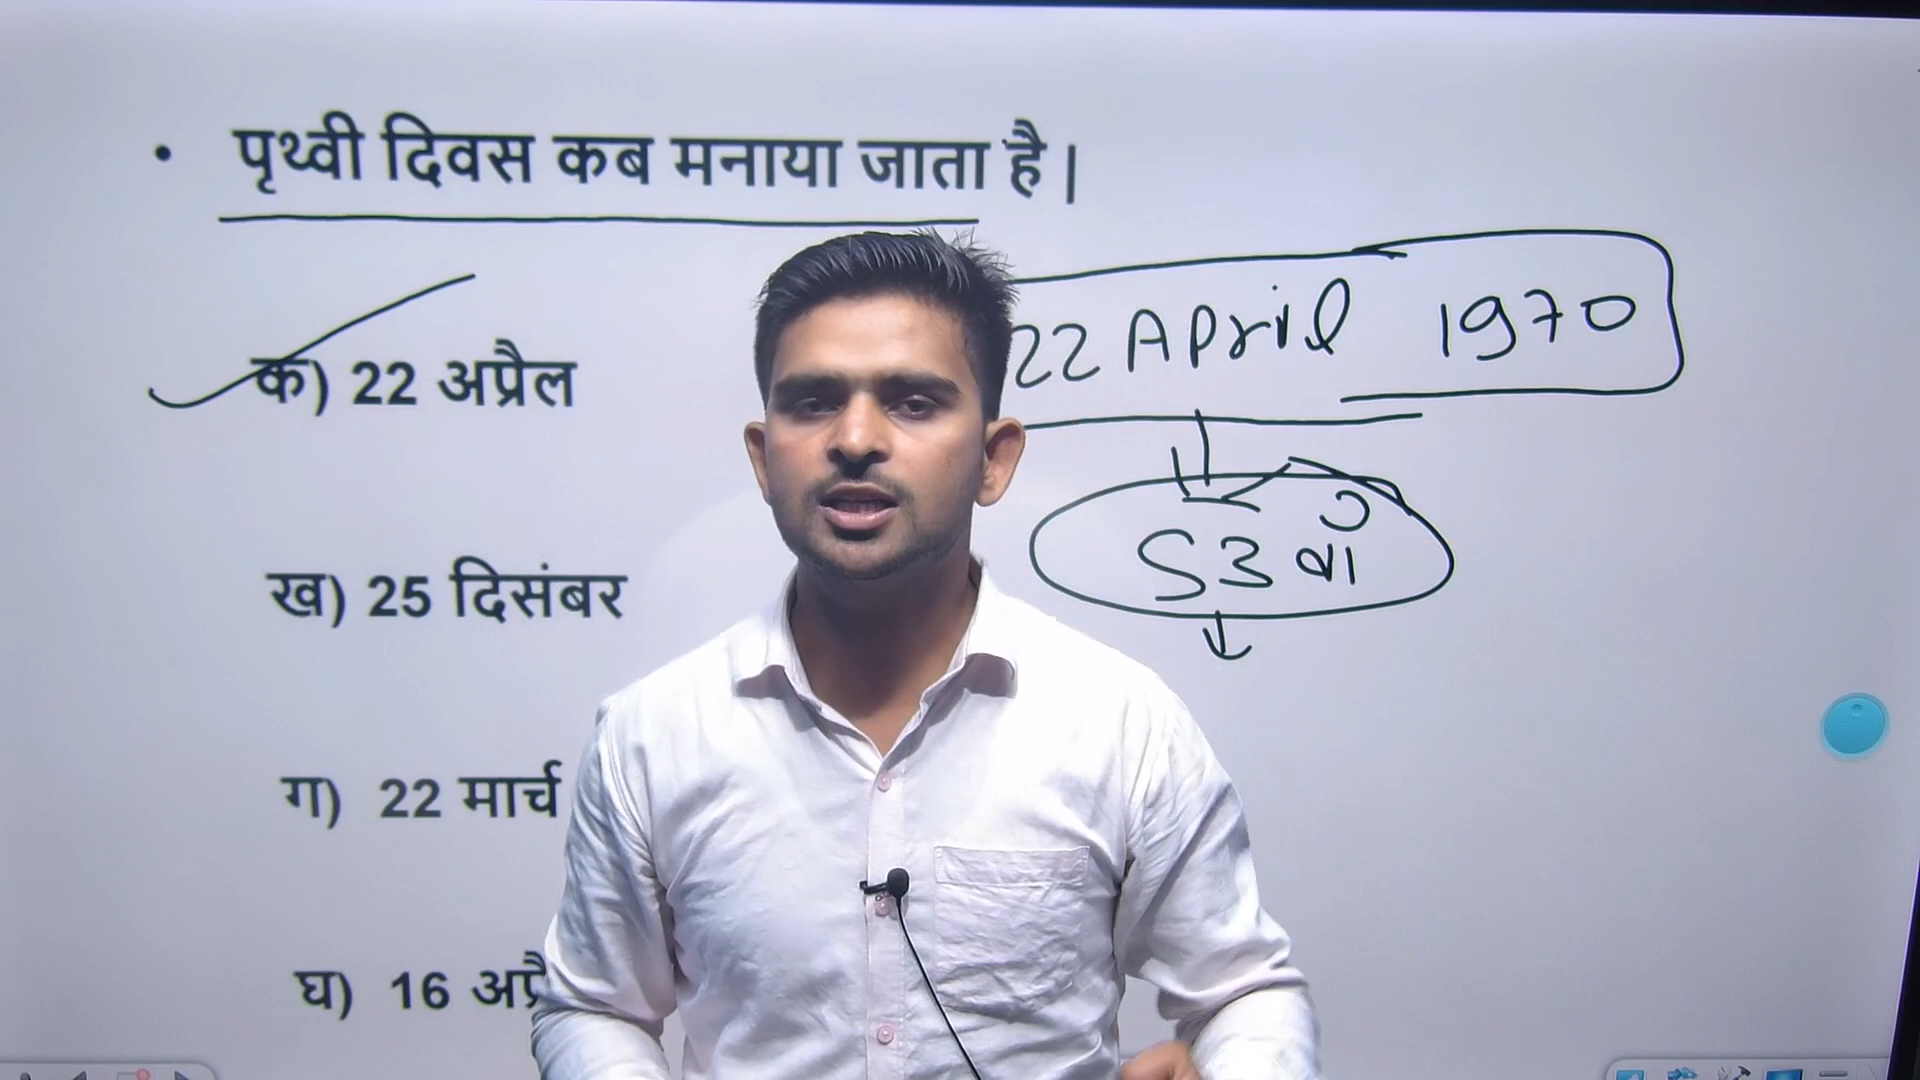 • पृथ्वी दिवस कब मनाया जाता है|
क) 22 अप्रैल
22 April 1970
53 वां
ख) 25 दिसंबर
ग) 22 मार्च
घ) 16